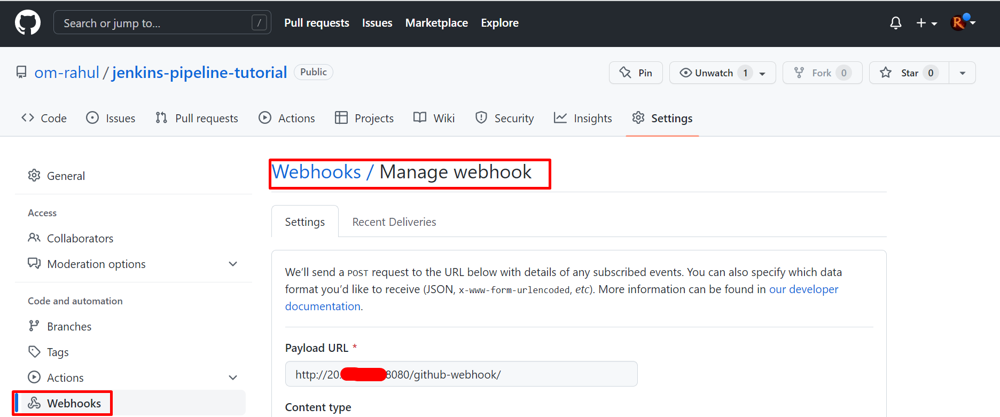 Search or jump to... / Pull requests Issues Marketplace Explore
om-rahul / jenkins-pipeline-tutorial Public Pin Unwatch 1 Fork 0 Star 0
Code Issues Pull requests Actions Projects Wiki Security Insights Settings
General
Access
Collaborators
Moderation options
Code and automation
Branches
Tags
Actions
Webhooks
Webhooks / Manage webhook
Settings Recent Deliveries
We’ll send a POST request to the URL below with details of any subscribed events. You can also specify which data
format you’d like to receive (JSON, x-www-form-urlencoded, etc). More information can be found in our developer
documentation.
Payload URL *
http://20. 8080/github-webhook/
Content type